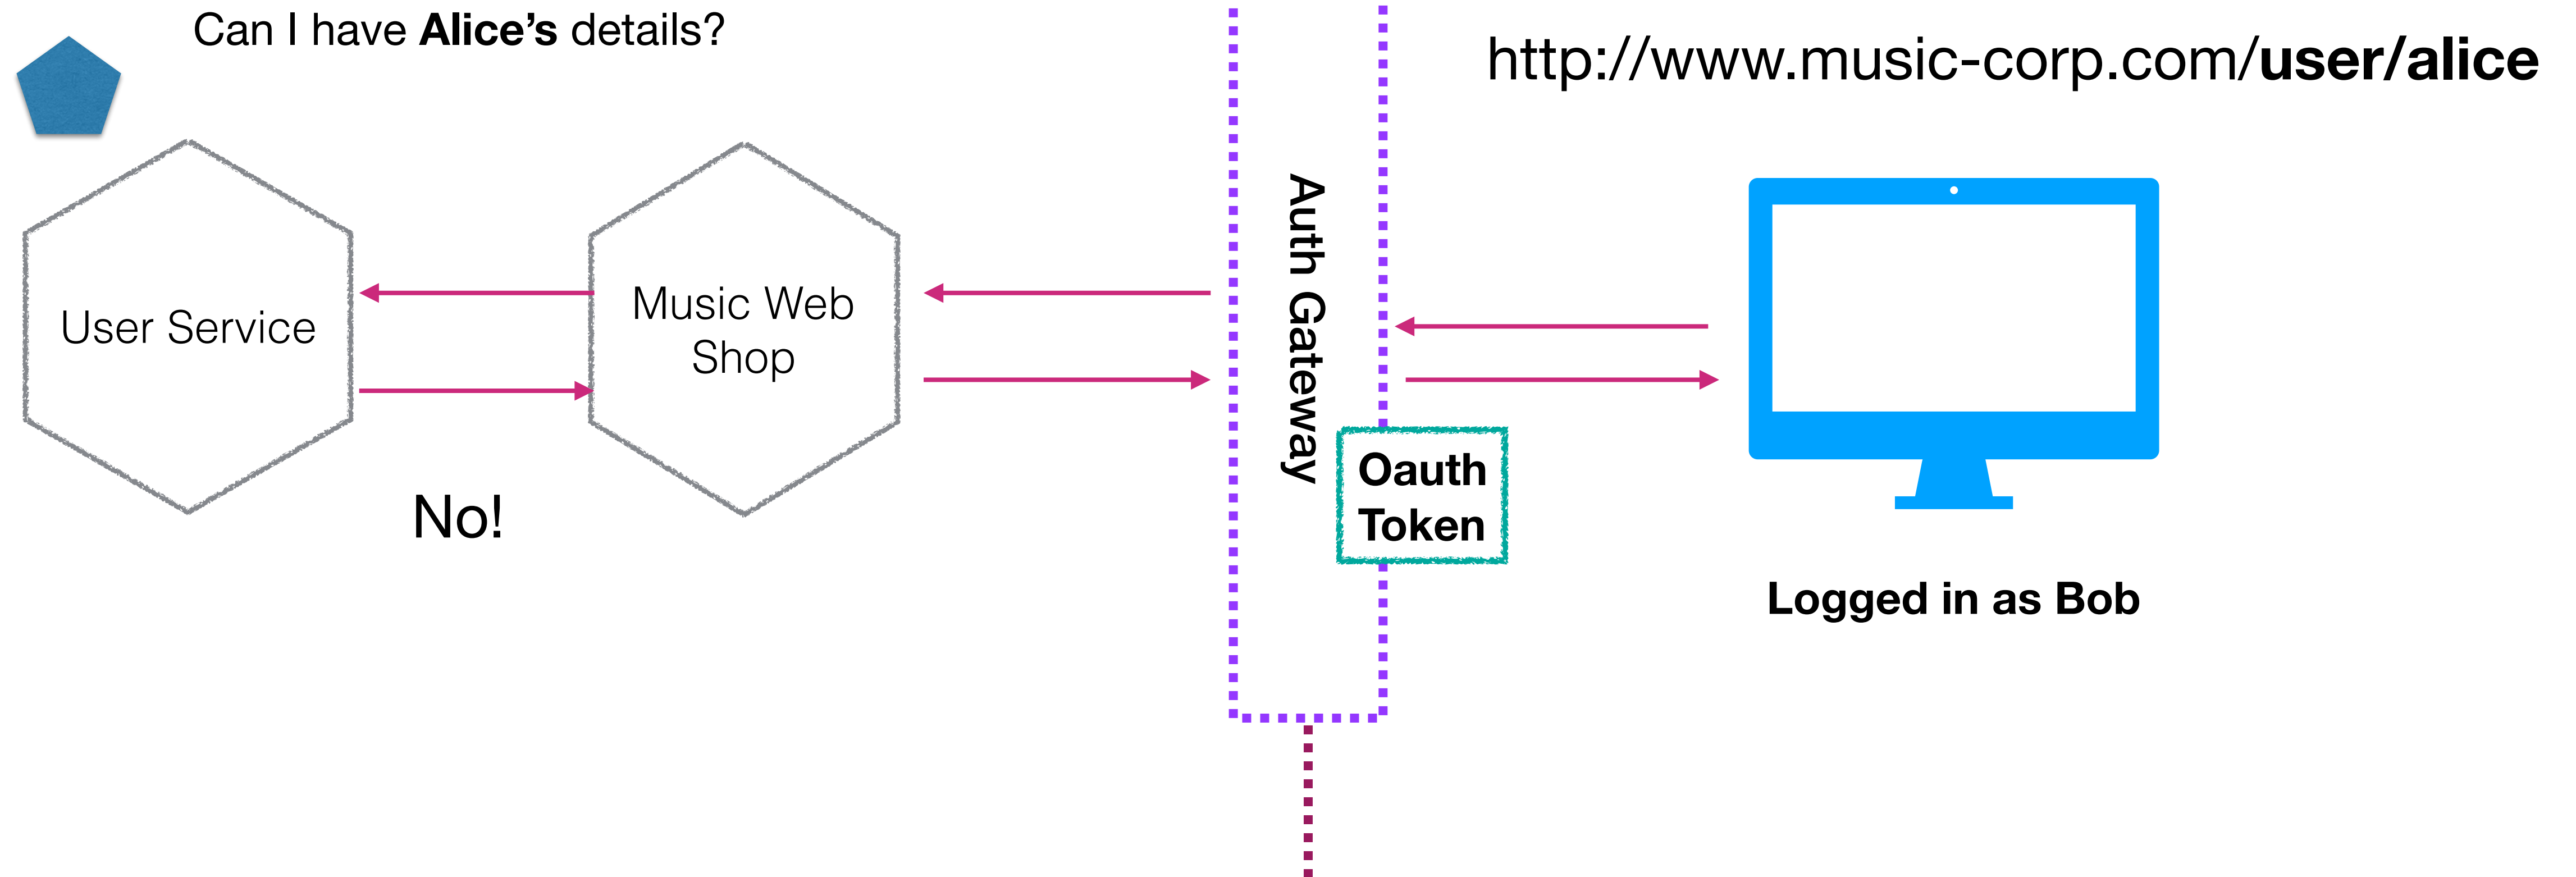 Can I have Alice’s details?
http://www.music-corp.com/user/alice
User Service
Music Web
Shop
Auth Gateway
Oauth
Token
No!
Logged in as Bob